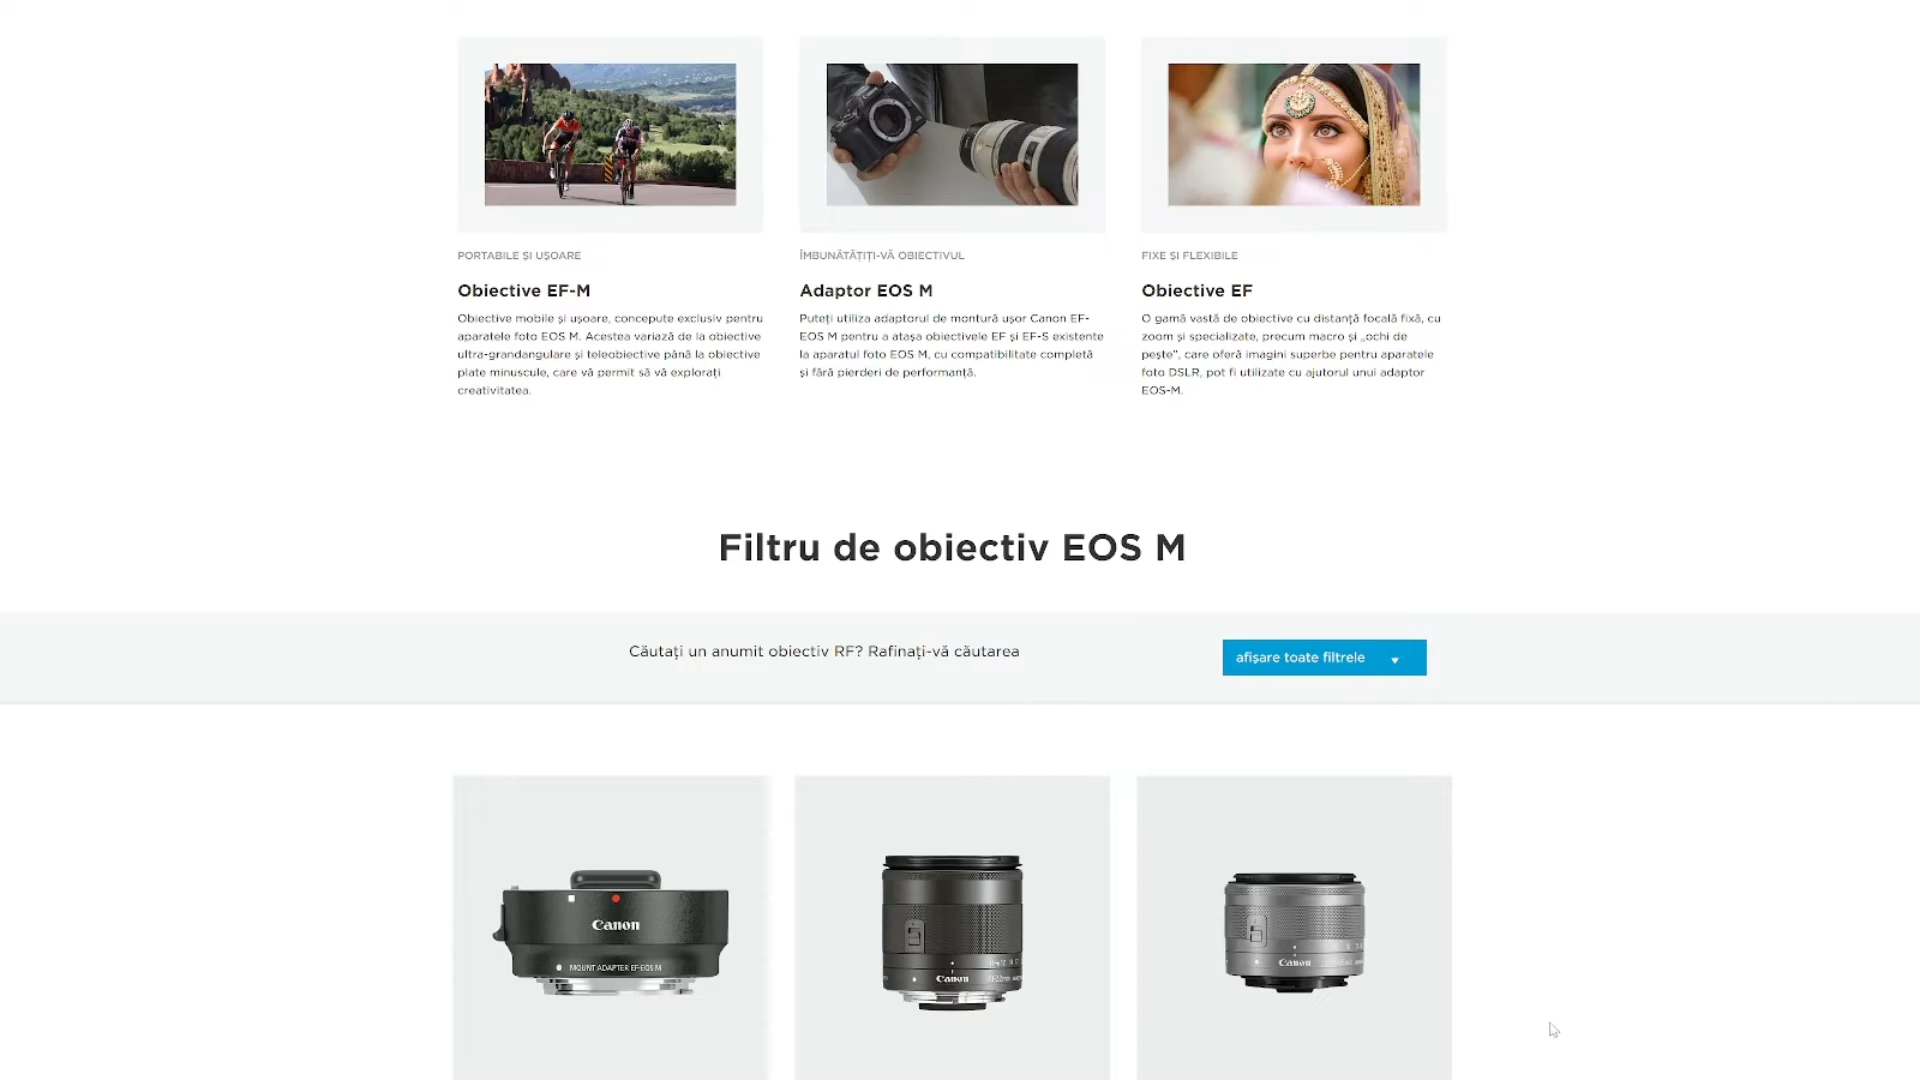 PORTABILE ȘI UȘOARE
Obiective EF-M
Obiective mobile și ușoare, concepute exclusiv pentru
aparatele foto EOS M. Acestea variază de la obiective
ultra-grandangulare și teleobiective până la obiective
plate minuscule, care vă permit să vă explorați
creativitatea.
ÎMBUNĂTĂȚIȚI-VĂ OBIECTIVUL
Adaptor EOS M
Puteți utiliza adaptorul de montură ușor Canon EF-
EOS M pentru a atașa obiectivele EF și EF-S existente
la aparatul foto EOS M, cu compatibilitate completă
și fără pierderi de performanță.
FIXE ȘI FLEXIBILE
Obiective EF
O gamă vastă de obiective cu distanță focală fixă, cu
zoom și specializate, precum macro și „ochi de
pește”, care oferă imagini superbe pentru aparatele
foto DSLR, pot fi utilizate cu ajutorul unui adaptor
EOS-M.
Filtru de obiectiv EOS M
Căutați un anumit obiectiv RF? Rafinați-vă căutarea
afișare toate filtrele
Canon
MOUNT ADAPTER EF-EOS M
Canon
Canon